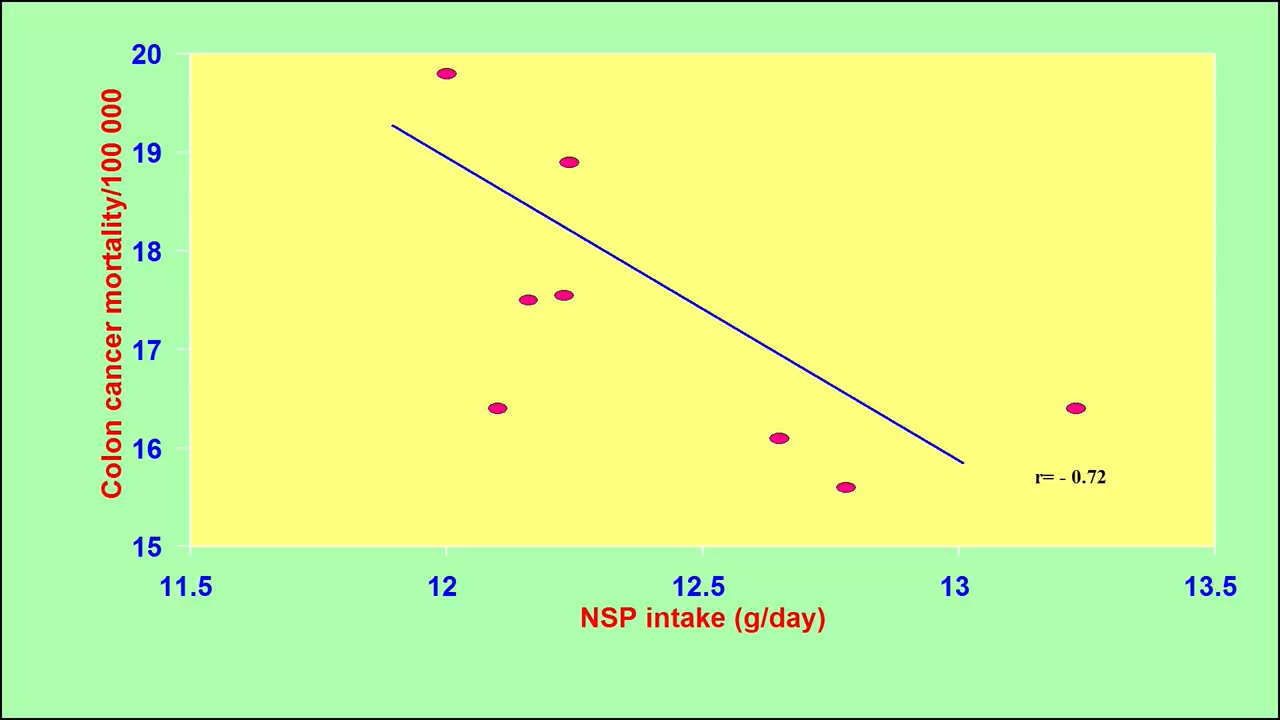 Colon cancer mortality/100 000
20
19
18
17
16
15
r= - 0.72
11.5 12 12.5 13 13.5
NSP intake (g/day)